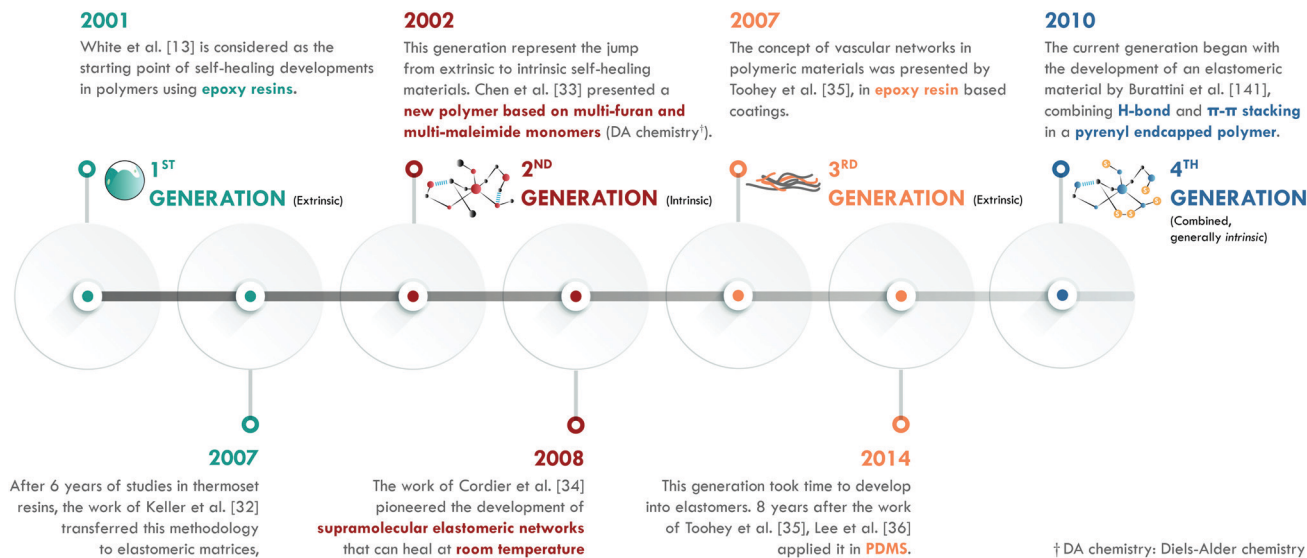 2001
White et al. [13] is considered as the
starting point of self-healing developments
in polymers using epoxy resins.
1ST
GENERATION (Extrinsic)
2002
This generation represent the jump
from extrinsic to intrinsic self-healing
materials. Chen et al. [33] presented a
new polymer based on multi-furan and
multi-maleimide monomers (DA chemistry†).
2ND
GENERATION (Intrinsic)
2007
The concept of vascular networks in
polymeric materials was presented by
Toohey et al. [35], in epoxy resin based
coatings.
3RD
GENERATION (Extrinsic)
2010
The current generation began with
the development of an elastomeric
material by Burattini et al. [141],
combining H-bond and π-π stacking
in a pyrenyl endcapped polymer.
4TH
GENERATION
(Combined,
generally intrinsic)
2007
After 6 years of studies in thermoset
resins, the work of Keller et al. [32]
transferred this methodology
to elastomeric matrices,
2008
The work of Cordier et al. [34]
pioneered the development of
supramolecular elastomeric networks
that can heal at room temperature
2014
This generation took time to develop
into elastomers. 8 years after the work
of Toohey et al. [35], Lee et al. [36]
applied it in PDMS.
† DA chemistry: Diels-Alder chemistry